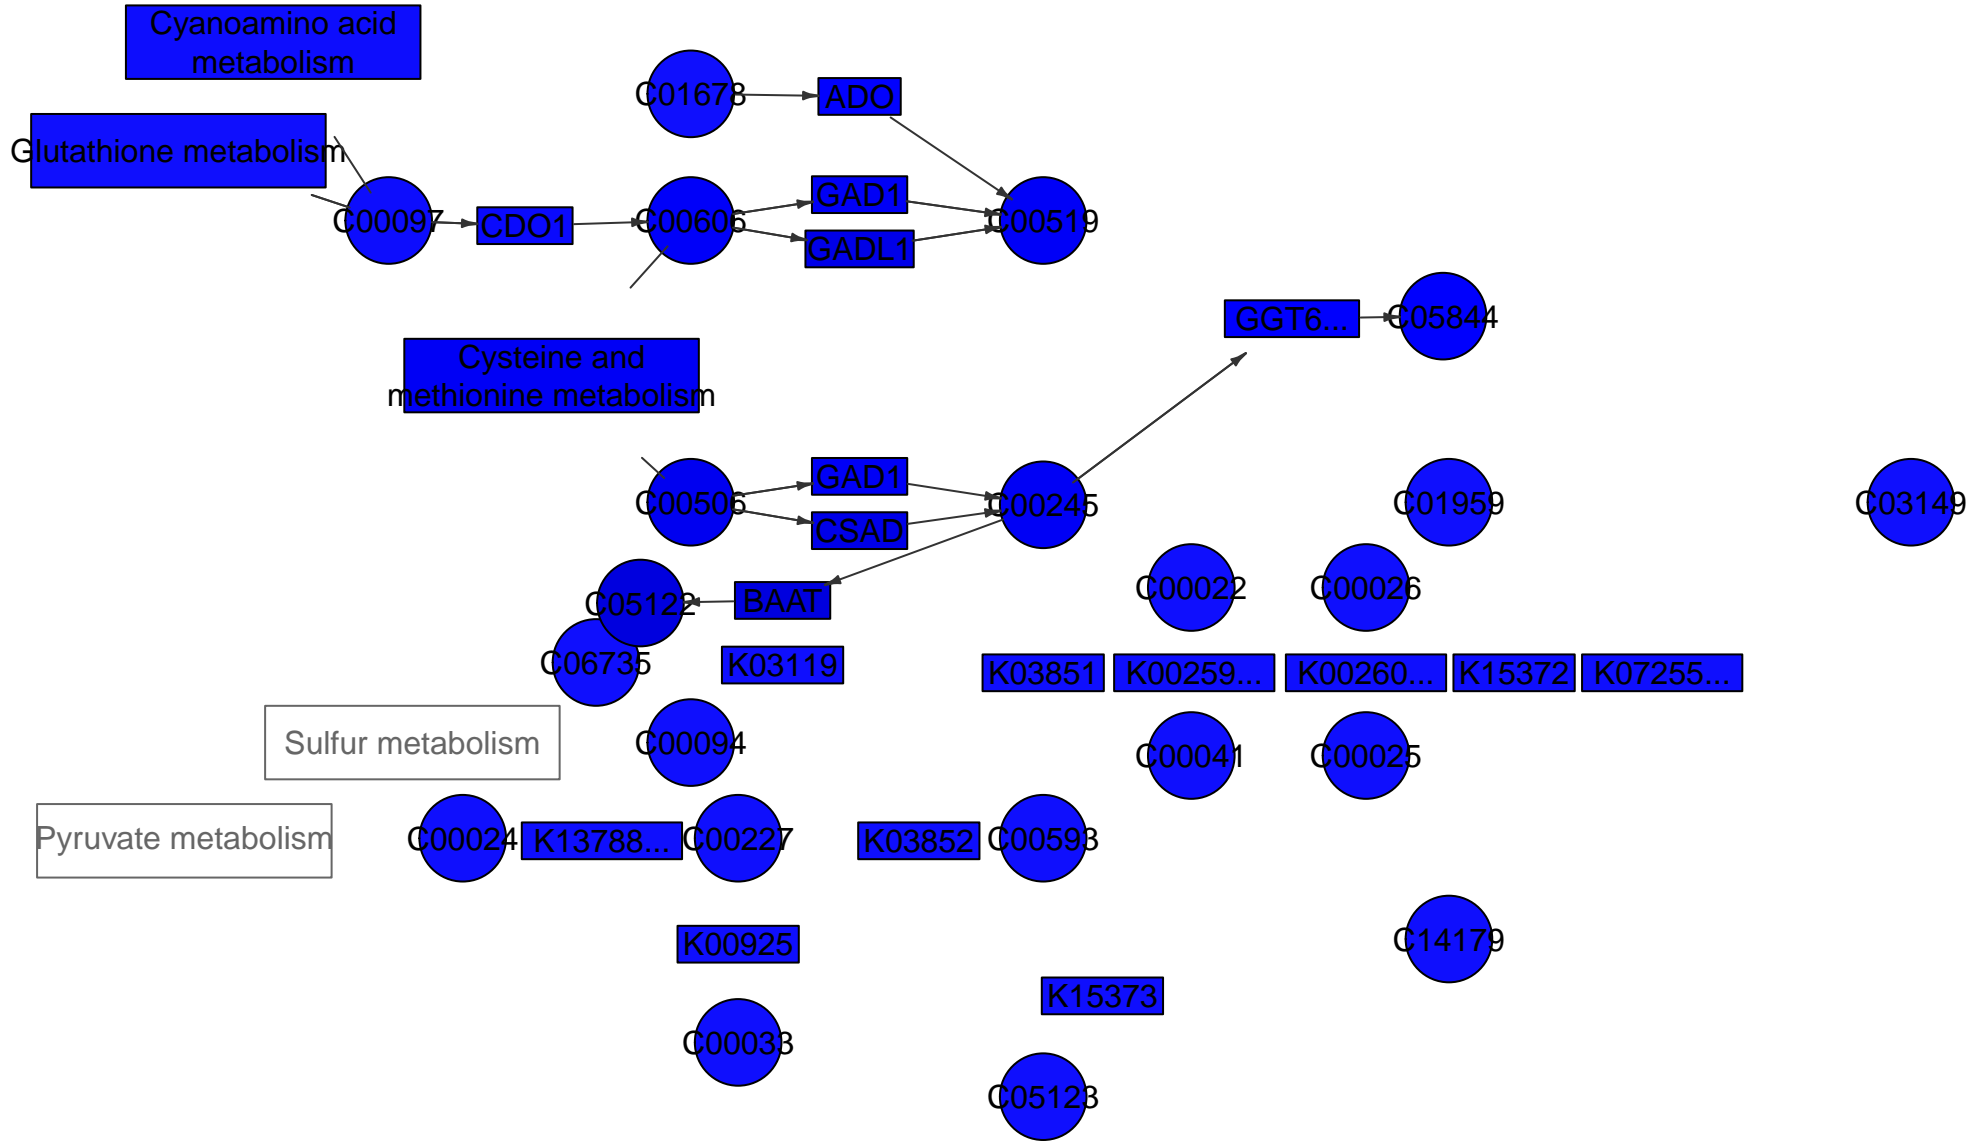 Cyanoamino acid
metabolism
C01678
ADO
Glutathione metabolism
C00097
CDO1
C00606
GAD1
GADL1
C00519
GGT6...
C05844
Cysteine and
methionine metabolism
C00506
GAD1
CSAD
C00245
C01959
C03149
C05122
BAAT
C00022
C00026
C06735
K03119
K03851
K00259...
K00260...
K15372
K07255...
Sulfur metabolism
C00094
C00041
C00025
Pyruvate metabolism
C00024
K13788...
C00227
K03852
C00593
K00925
C14179
K15373
C00033
C05123